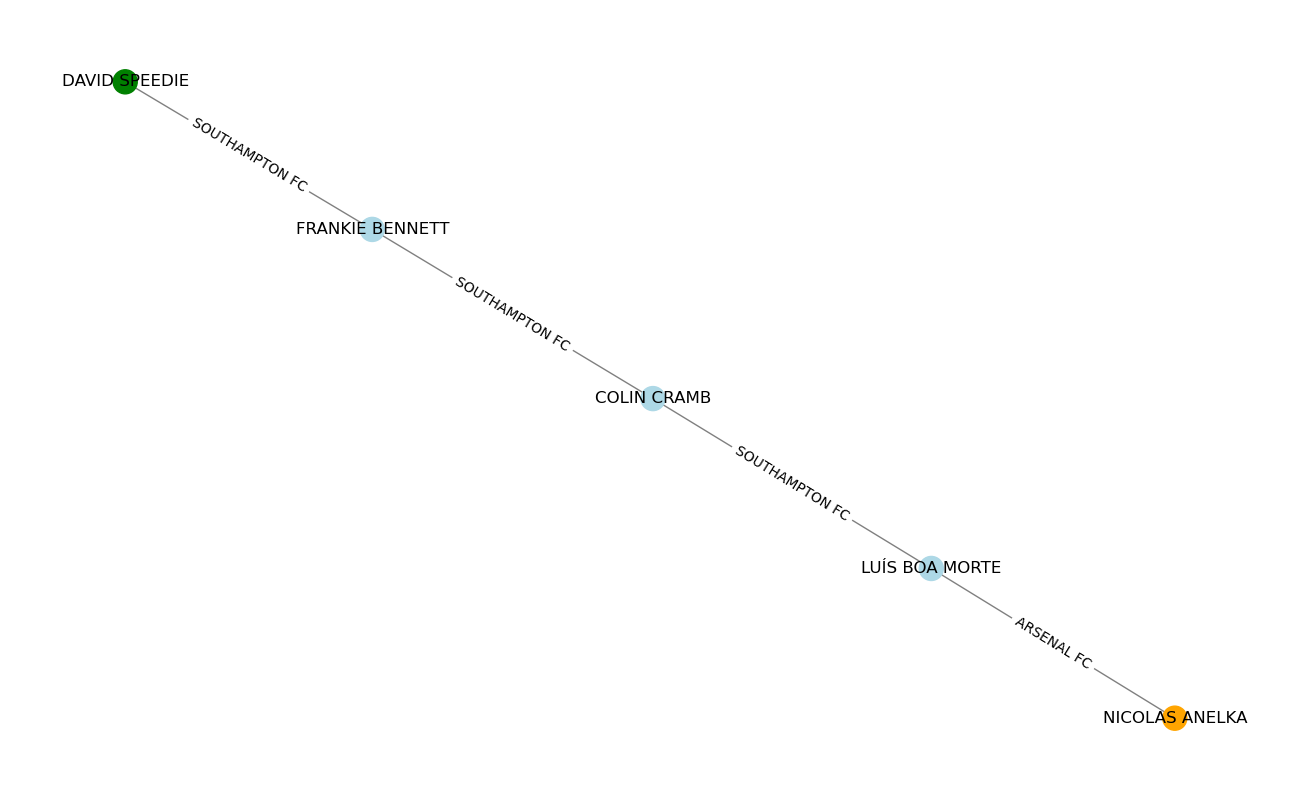 DAVID SPEEDIE
SOUTHAMPTON FC
FRANKIE BENNETT
SOUTHAMPTON FC
COLIN CRAMB
SOUTHAMPTON FC
LUÍS BOA MORTE
ARSENAL FC
NICOLAS ANELKA